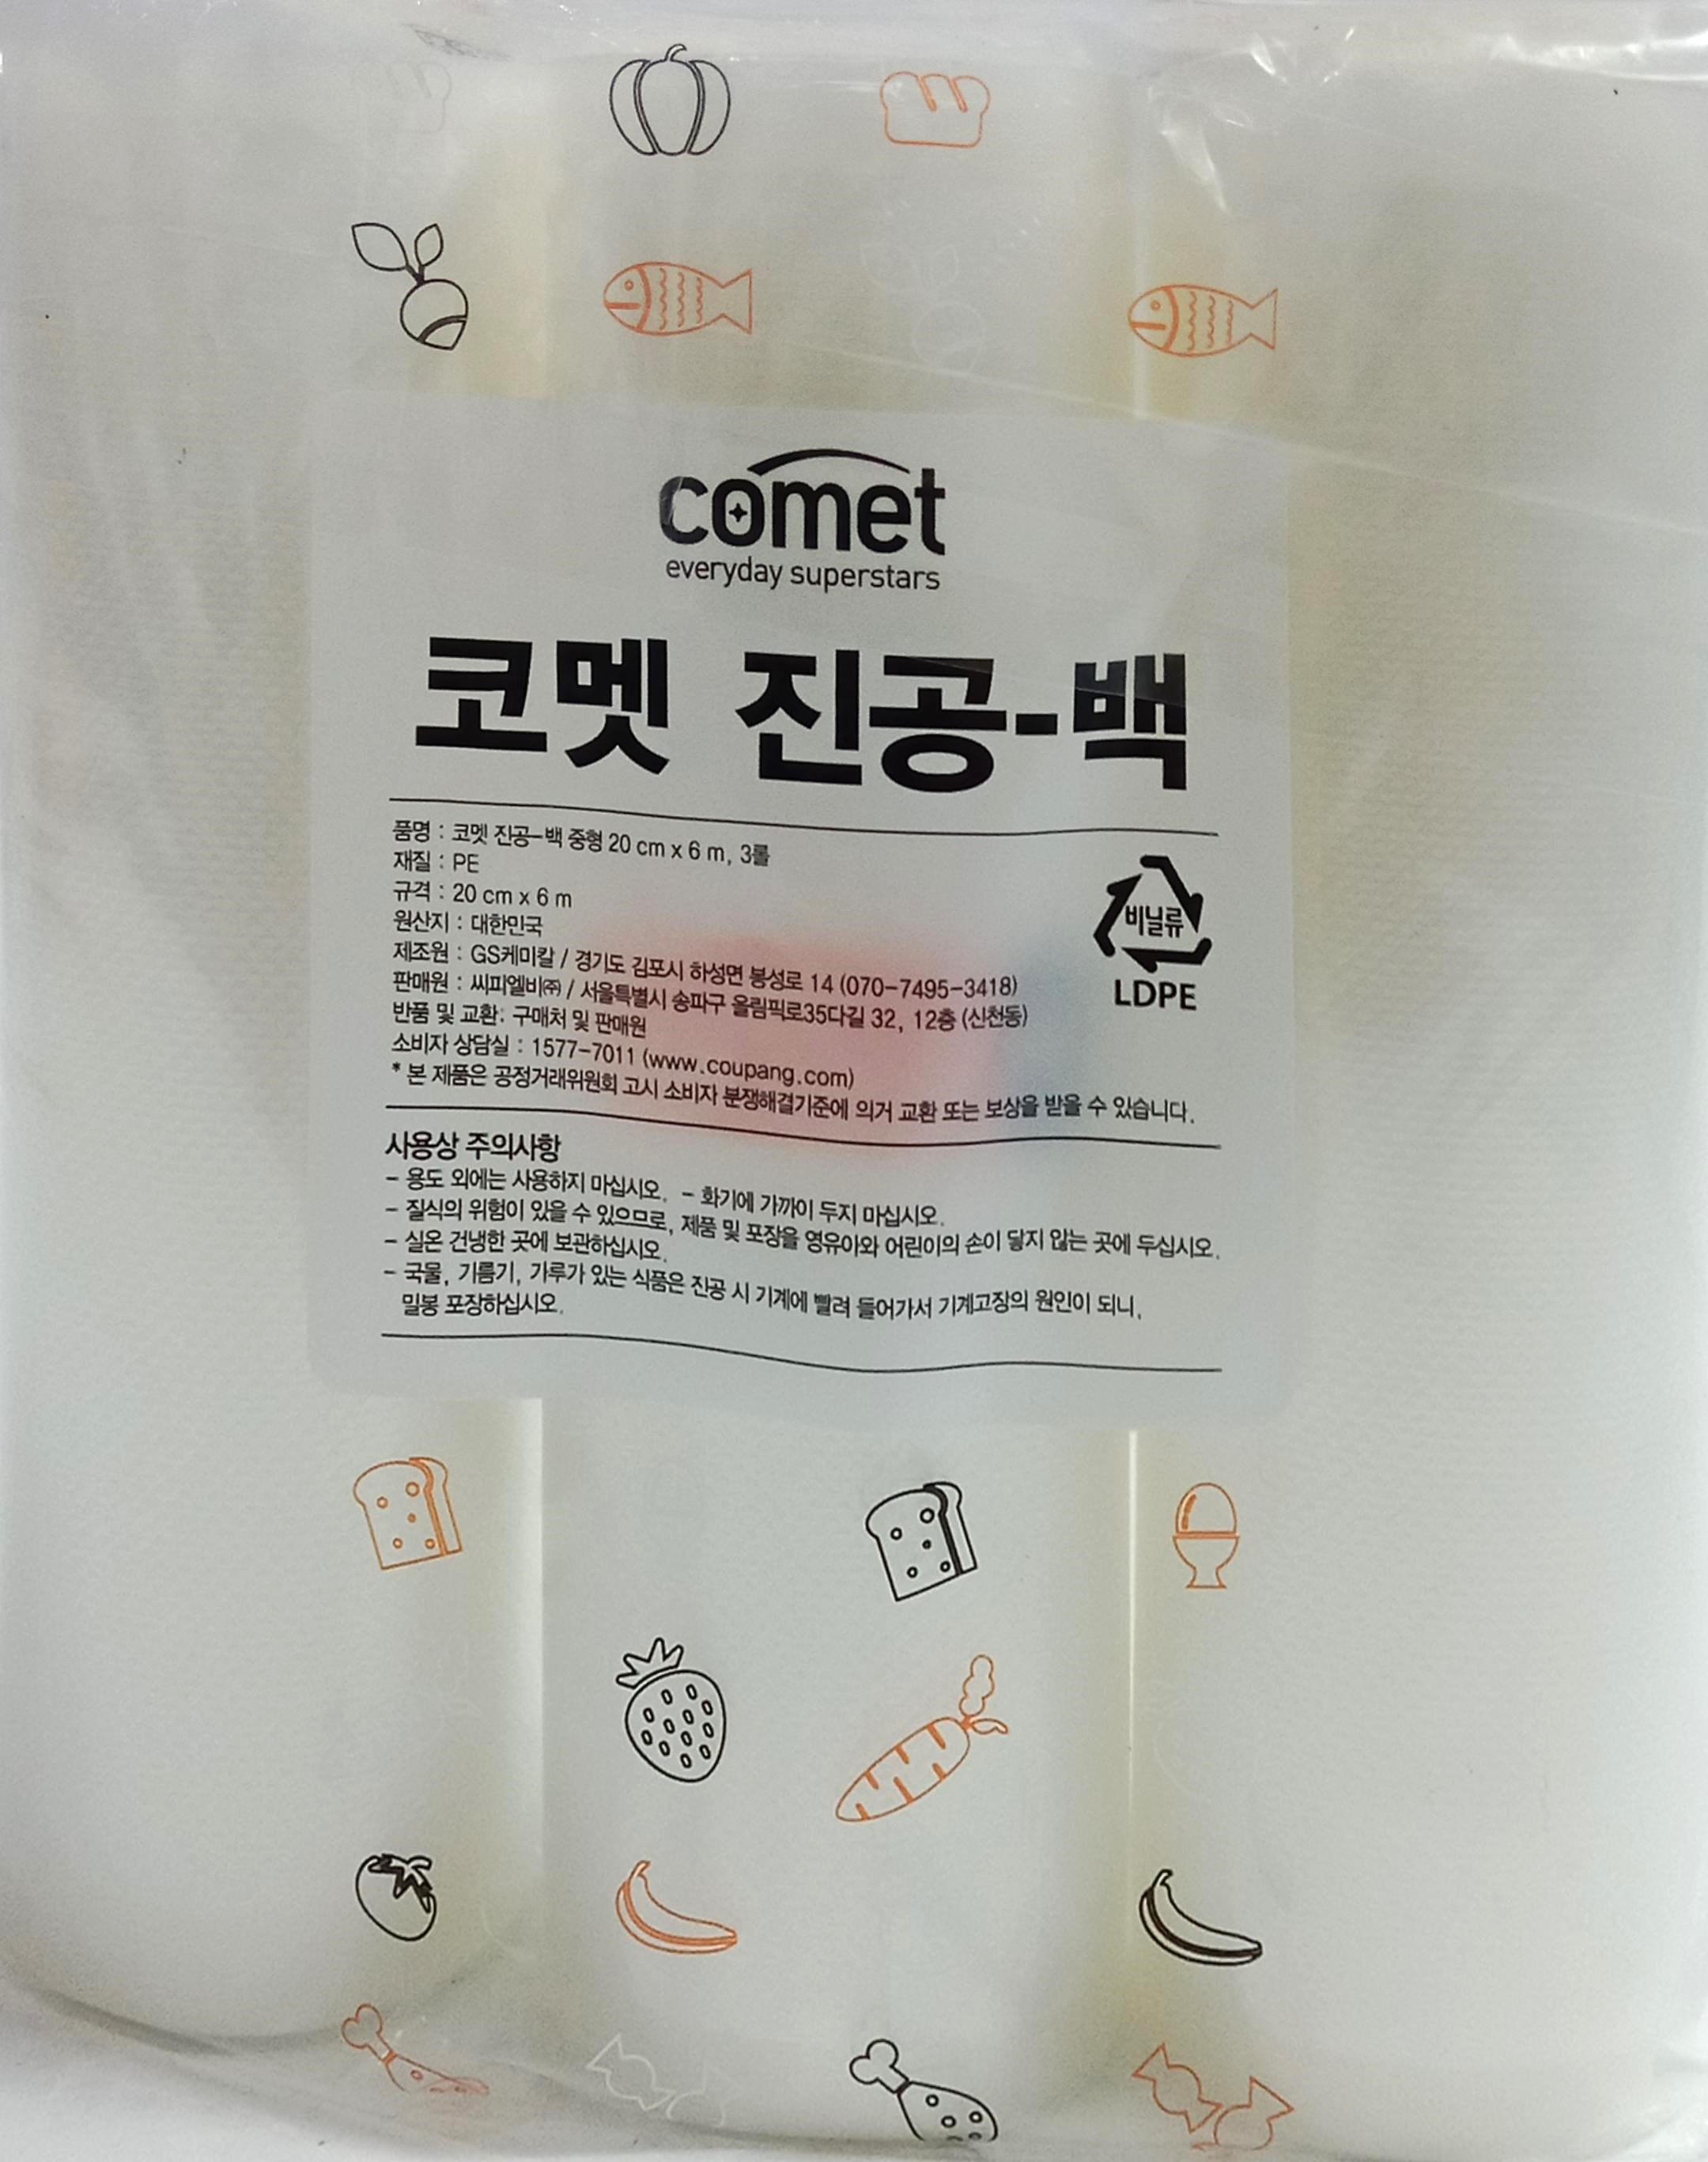 comet
everyday superstars
코멧 진공-백
품명 : 코멧 진공-백 중형 20 cm x 6 m, 3롤
재질 : PE
규격 : 20 cm x 6 m
원산지 : 대한민국
제조원 : GS케미칼 / 경기도 김포시 하성면 봉성로 14 (070-7495-3418)
판매원 : 씨피엘비㈜ / 서울특별시 송파구 올림픽로35다길 32, 12층 (신천동)
반품 및 교환: 구매처 및 판매원
소비자 상담실 : 1577-7011 (www.coupang.com)
* 본 제품은 공정거래위원회 고시 소비자 분쟁해결기준에 의거 교환 또는 보상을 받을 수 있습니다.
비닐류
LDPE
사용상 주의사항
- 용도 외에는 사용하지 마십시오. - 화기에 가까이 두지 마십시오.
- 질식의 위험이 있을 수 있으므로, 제품 및 포장을 영유아와 어린이의 손이 닿지 않는 곳에 두십시오.
- 실온 건냉한 곳에 보관하십시오.
- 국물, 기름기, 가루가 있는 식품은 진공 시 기계에 빨려 들어가서 기계고장의 원인이 되니,
밀봉 포장하십시오.